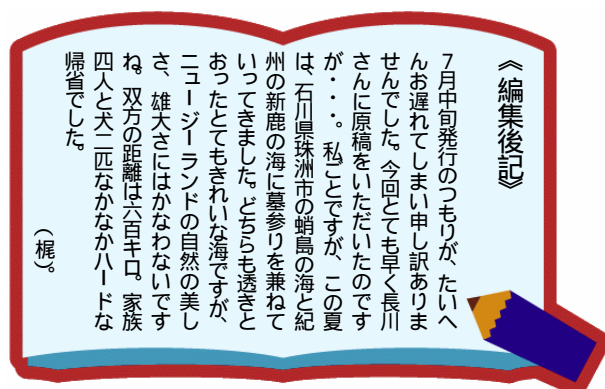 《編集後記》
7月中旬発行のつもりが、たいへ
んお遅れてしまい申し訳ありま
せんでした。今回とても早く長川
さんに原稿をいただいたのです
が・・・。私ごとですが、この夏
は、石川県珠洲市の蛸島の海と紀
州の新鹿の海に墓参りを兼ねて
いってきました。どちらも透きと
おったとてもきれいな海ですが、
ニュージーランドの自然の美し
さ、雄大さにはかなわないです
ね。双方の距離は六百キロ。家族
四人と犬二匹なかなかハードな
帰省でした。
（梶）。